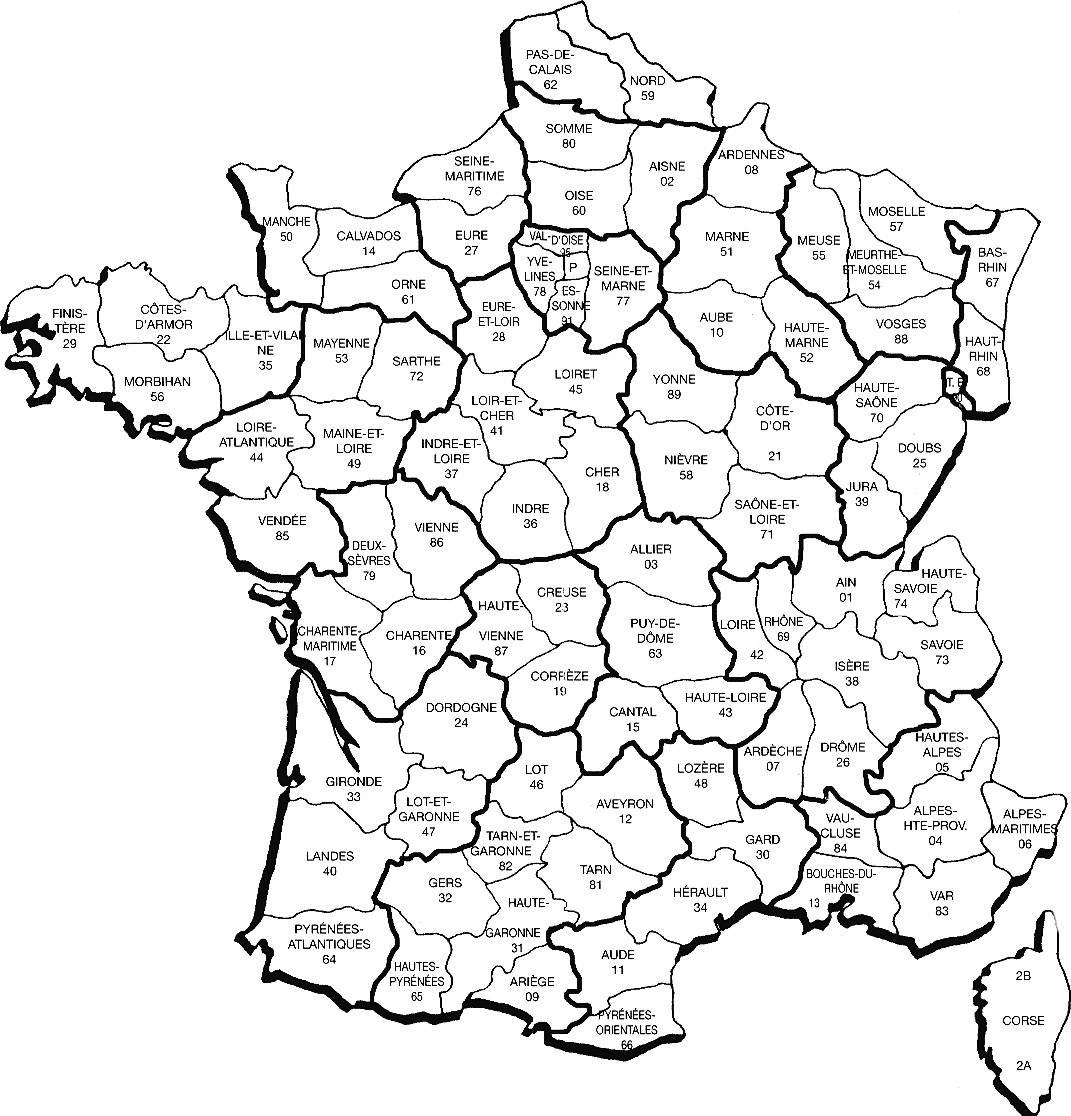 PAS-DE-
CALAIS
62
NORD
59
SOMME
80
SEINE-
MARITIME
76
AISNE
02
ARDENNES
08
OISE
60
MANCHE
50
CALVADOS
14
EURE
27
VAL-D'OISE
95
YVE-
LINES
78
P
ES-
SONNE
91
SEINE-ET-
MARNE
77
MARNE
51
MEUSE
55
MOSELLE
57
MEURTHE-
ET-MOSELLE
54
BAS-
RHIN
67
ORNE
61
FINIS-
TÈRE
29
CÔTES-
D'ARMOR
22
ILLE-ET-VILAI
NE
35
MORBIHAN
56
MAYENNE
53
SARTHE
72
EURE-
ET-LOIR
28
LOIRET
45
AUBE
10
HAUTE-
MARNE
52
VOSGES
88
HAUT-
RHIN
68
YONNE
89
CÔTE-
D'OR
21
HAUTE-
SAÔNE
70
T. B
LOIRE-
ATLANTIQUE
44
MAINE-ET-
LOIRE
49
LOIR-ET-
CHER
41
INDRE-ET-
LOIRE
37
CHER
18
NIÈVRE
58
DOUBS
25
JURA
39
VENDÉE
85
DEUX-
SÈVRES
79
VIENNE
86
INDRE
36
SAÔNE-ET-
LOIRE
71
ALLIER
03
AIN
01
HAUTE-
SAVOIE
74
CHARENTE-
MARITIME
17
CHARENTE
16
HAUTE-
VIENNE
87
CREUSE
23
PUY-DE-
DÔME
63
LOIRE
42
RHÔNE
69
ISÈRE
38
SAVOIE
73
CORRÈZE
19
DORDOGNE
24
CANTAL
15
HAUTE-LOIRE
43
ARDÈCHE
07
DRÔME
26
HAUTES-
ALPES
05
GIRONDE
33
LOT-ET-
GARONNE
47
LOT
46
AVEYRON
12
LOZÈRE
48
LANDES
40
TARN-ET-
GARONNE
82
TARN
81
GARD
30
VAU-
CLUSE
84
ALPES-
HTE-PROV.
04
ALPES-
MARITIMES
06
GERS
32
HAUTE-
GARONNE
31
HÉRAULT
34
BOUCHES-DU-
RHÔNE
13
VAR
83
PYRÉNÉES-
ATLANTIQUES
64
HAUTES-
PYRÉNÉES
65
ARIÈGE
09
AUDE
11
PYRÉNÉES-
ORIENTALES
66
2B
CORSE
2A